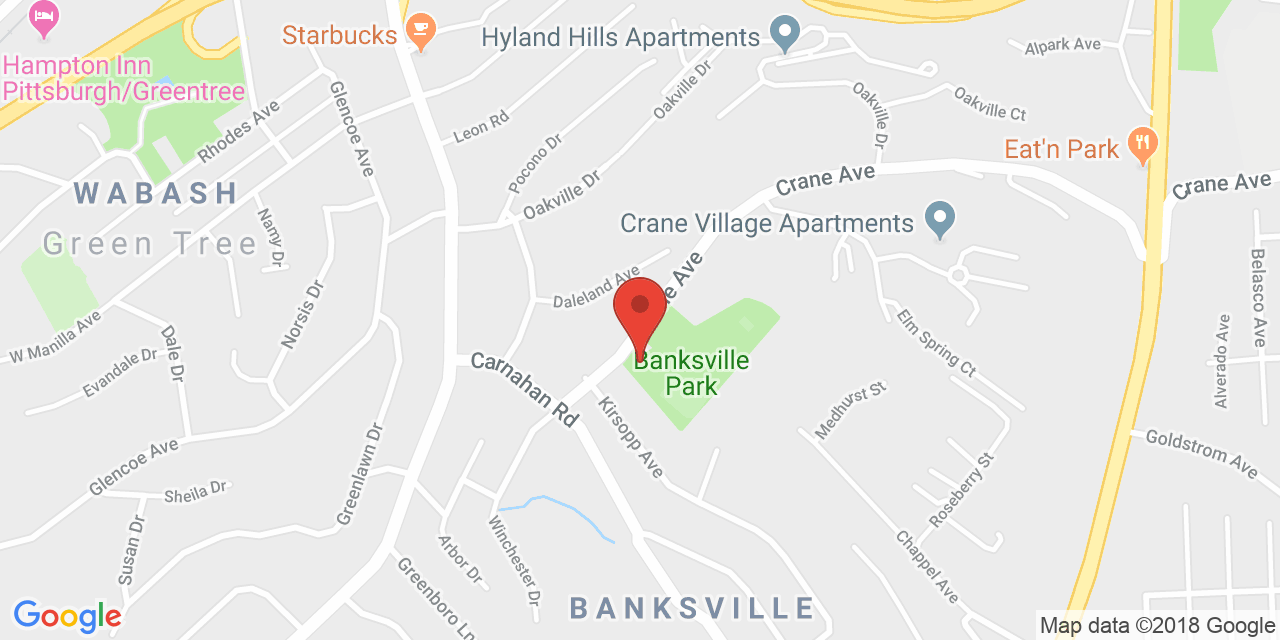 Starbucks
Hyland Hills Apartments
Alpark Ave
Hampton Inn
Pittsburgh/Greentree
Rhodes Ave
Glencoe Ave
Leon Rd
Oakville Dr
Pocono Dr
Oakville Dr
Oakville Dr
Oakville Ct
Eat'n Park
Crane Ave
Crane Ave
WABASH
Green Tree
Namy Dr
Crane Village Apartments
Daleland Ave
Ave
Belasco Ave
Norsis Dr
W Manilla Ave
Dale Dr
Evandale Dr
Elm Spring Ct
Alverado Ave
Carnahan Rd
Banksville
Park
Kirsopp Ave
Medhurst St
Goldstrom Ave
Glencoe Ave
Sheila Dr
Greenlawn Dr
Roseberry St
Susan Dr
Arbor Dr
Winchester Dr
Chappel Ave
Greenboro Ln
BANKSVILLE
Google
Map data ©2018 Google